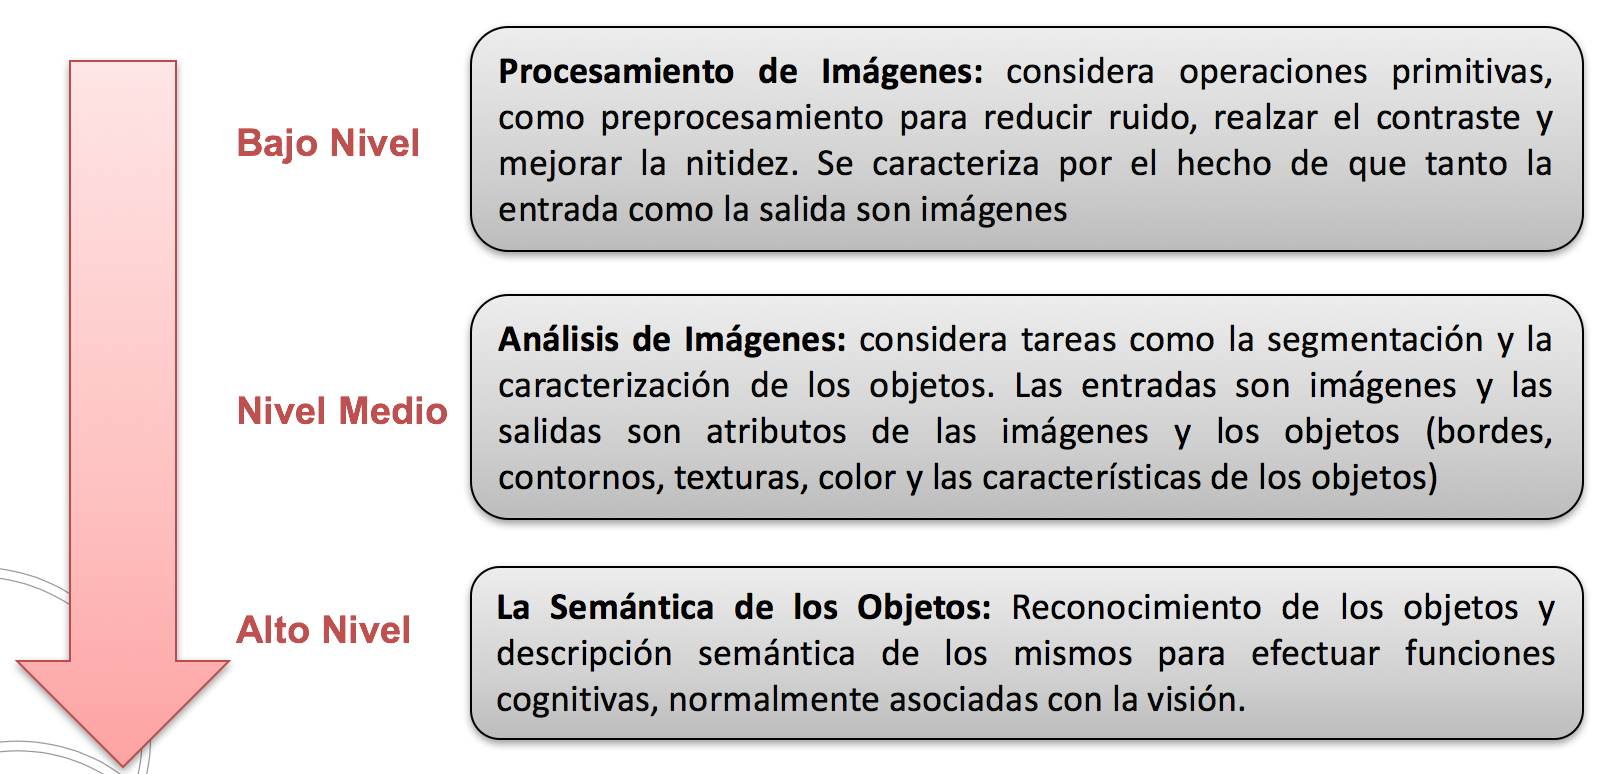 Bajo Nivel
Procesamiento de Imágenes: considera operaciones primitivas,
como preprocesamiento para reducir ruido, realzar el contraste y
mejorar la nitidez. Se caracteriza por el hecho de que tanto la
entrada como la salida son imágenes
Nivel Medio
Análisis de Imágenes: considera tareas como la segmentación y la
caracterización de los objetos. Las entradas son imágenes y las
salidas son atributos de las imágenes y los objetos (bordes,
contornos, texturas, color y las características de los objetos)
Alto Nivel
La Semántica de los Objetos: Reconocimiento de los objetos y
descripción semántica de los mismos para efectuar funciones
cognitivas, normalmente asociadas con la visión.